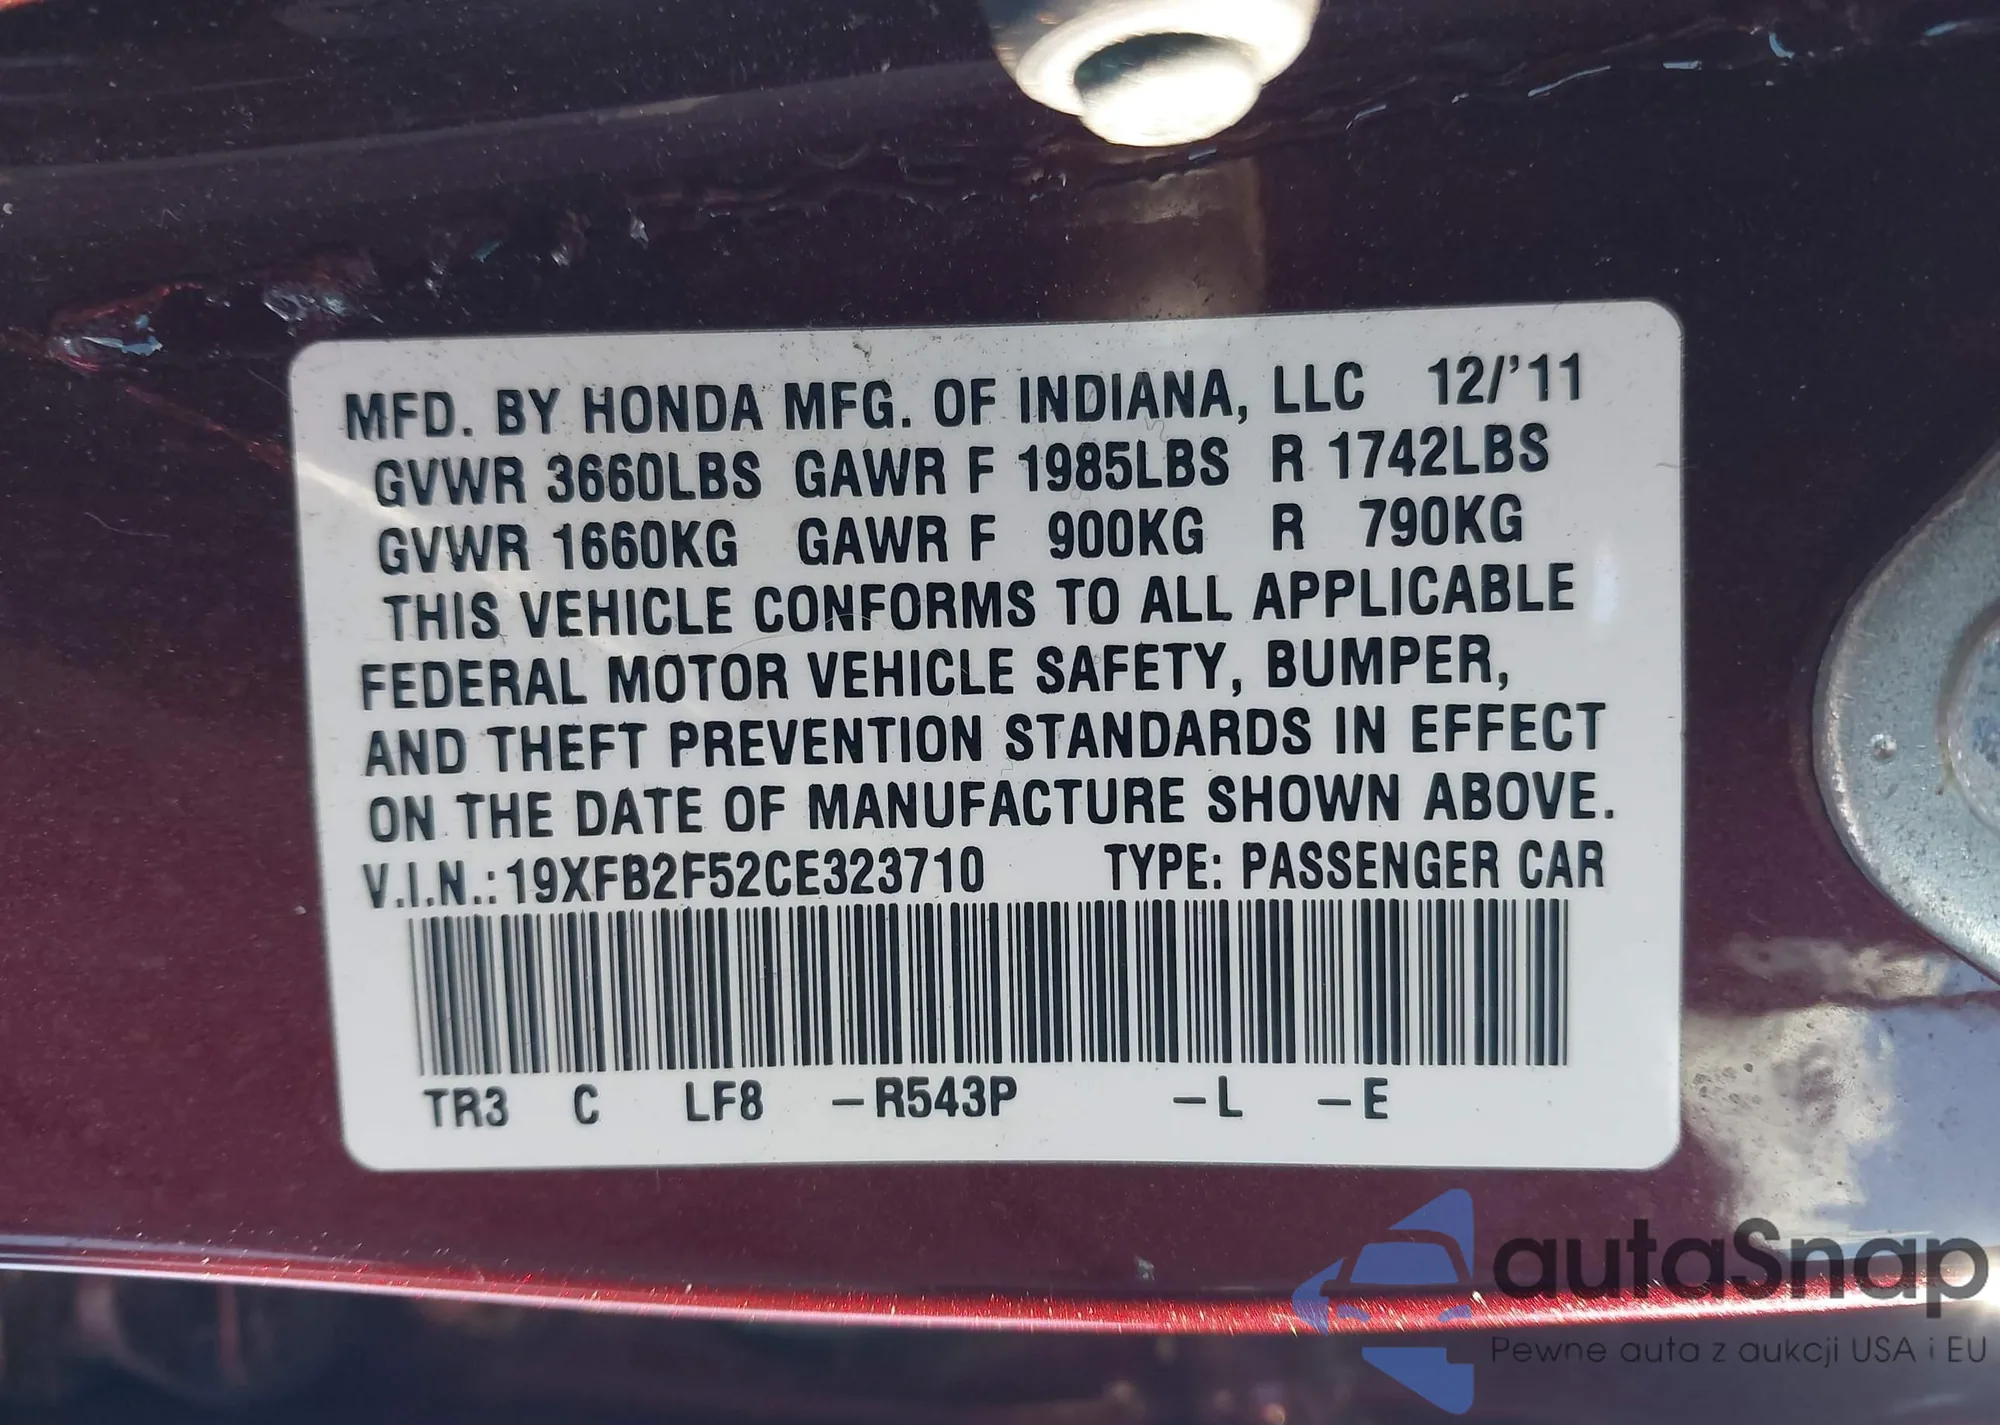 MFD. BY HONDA MFG. OF INDIANA, LLC 12/'11
GVWR 3660LBS GAWR F 1985LBS R 1742LBS
GVWR 1660KG GAWR F 900KG R 790KG
THIS VEHICLE CONFORMS TO ALL APPLICABLE
FEDERAL MOTOR VEHICLE SAFETY, BUMPER,
AND THEFT PREVENTION STANDARDS IN EFFECT
ON THE DATE OF MANUFACTURE SHOWN ABOVE.
V.I.N.: 19XFB2F52CE323710 TYPE: PASSENGER CAR
TR3 C LF8 –R543P –L –E
autaSnap
Pewne auta z aukcji USA i EU